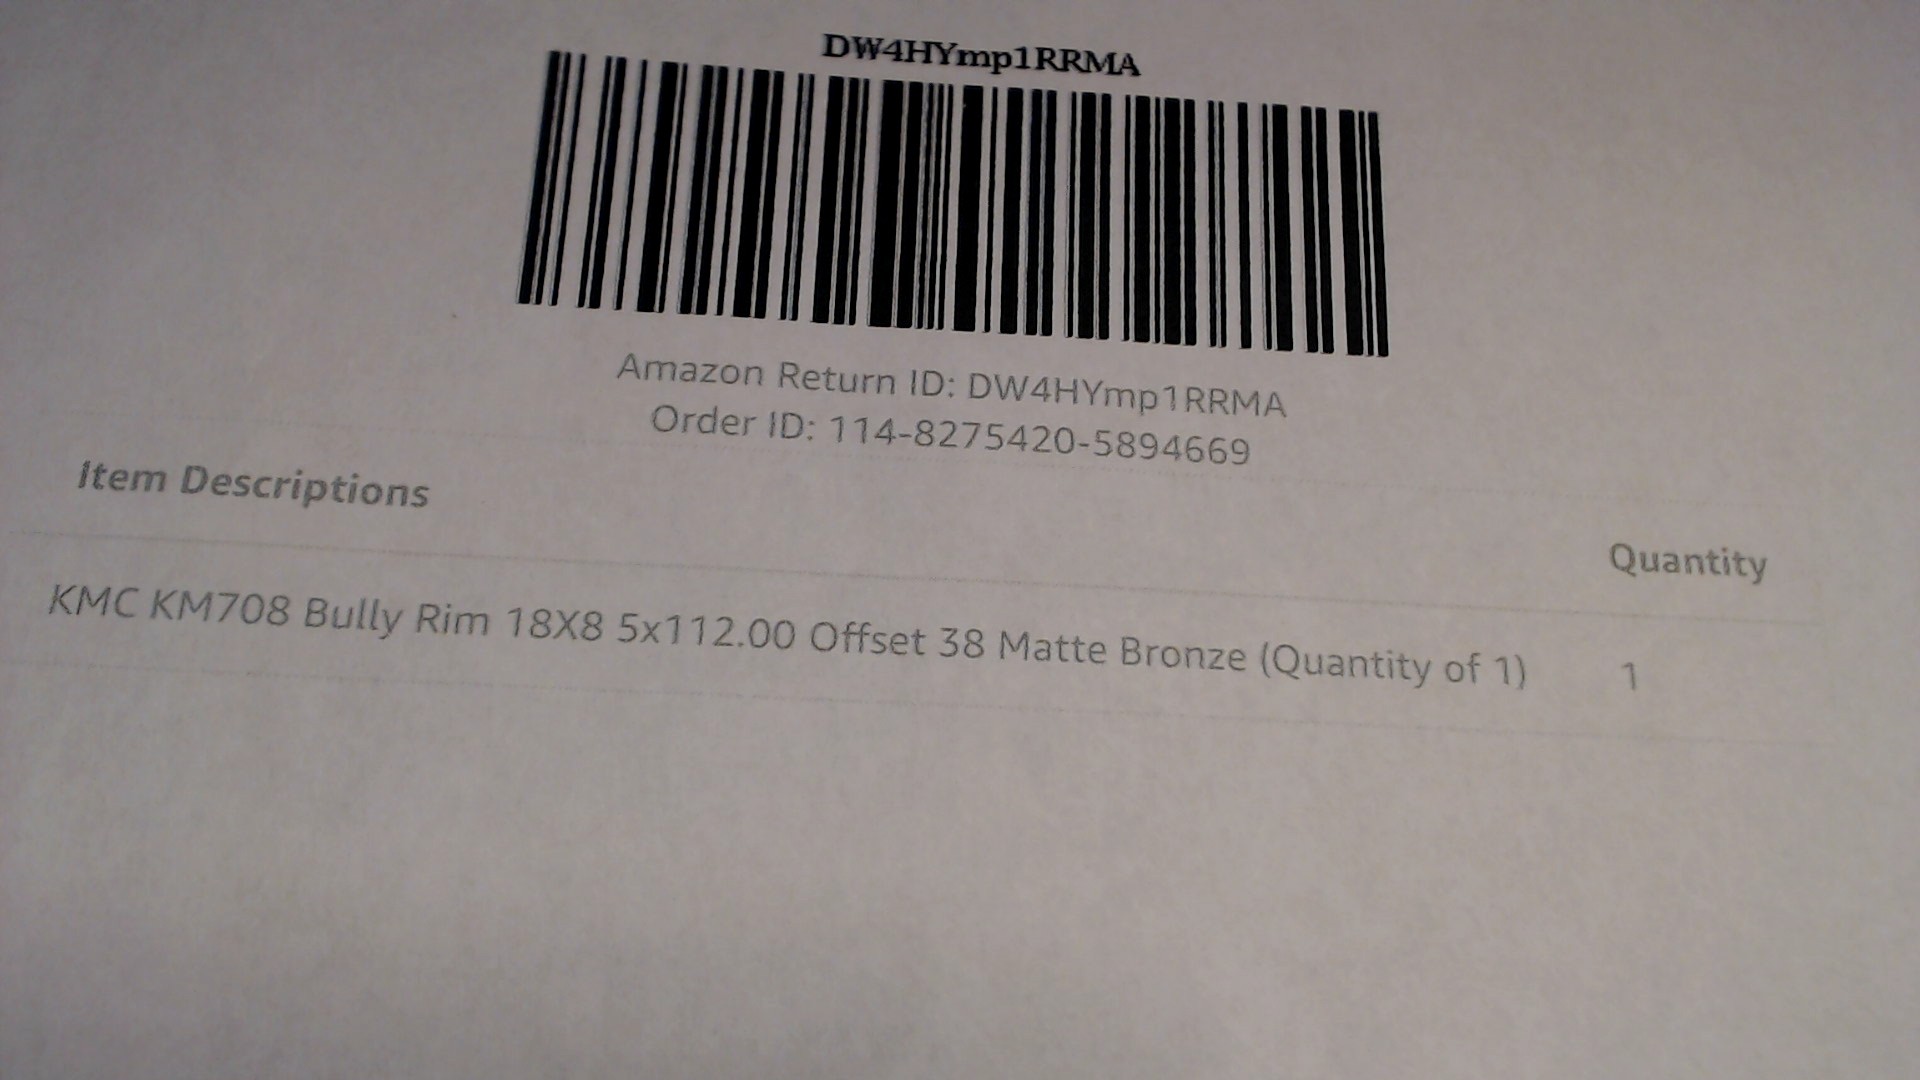 DW4HYmp1RRMA
Amazon Return ID: DW4HYmp1RRMA
Order ID: 114-8275420-5894669
Item Descriptions
Quantity
KMC KM708 Bully Rim 18X8 5x112.00 Offset 38 Matte Bronze (Quantity of 1) 1